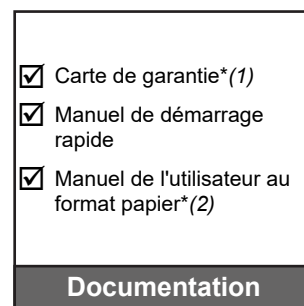 ☑ Carte de garantie*(1)
☑ Manuel de démarrage
rapide
☑ Manuel de l'utilisateur au
format papier*(2)
Documentation